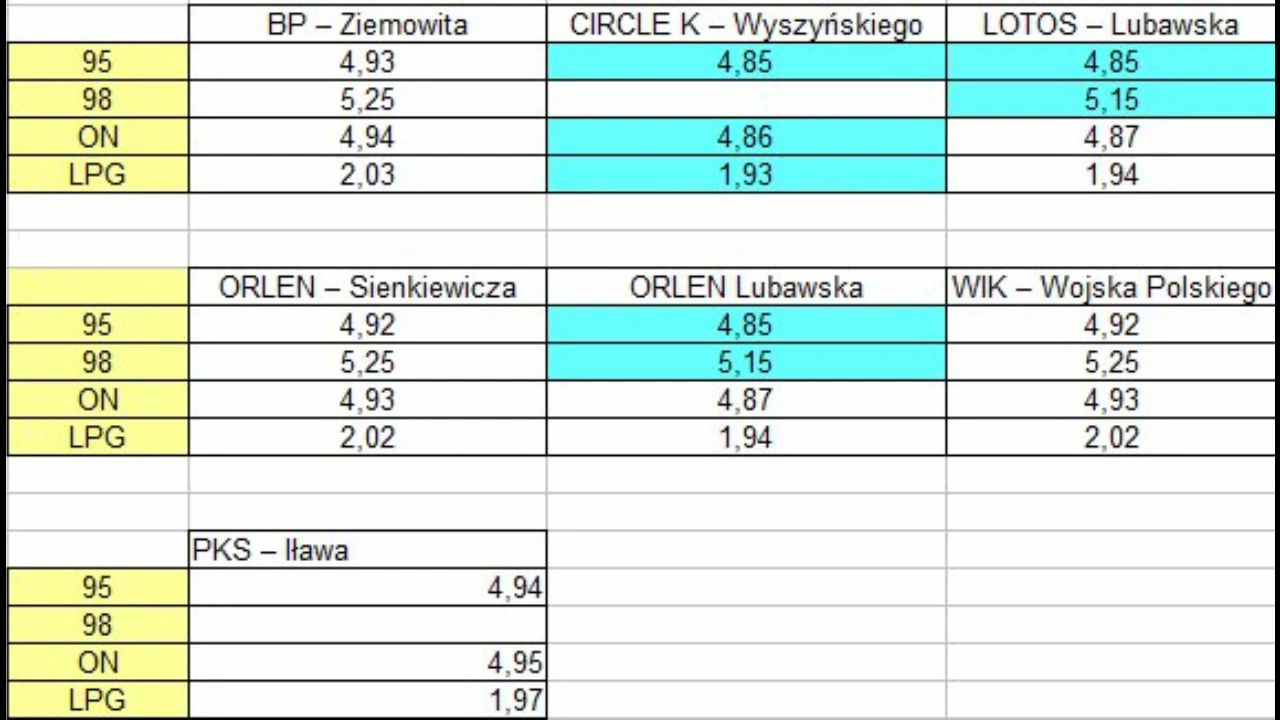 BP – Ziemowita CIRCLE K – Wyszyńskiego LOTOS – Lubawska
95 4,93 4,85 4,85
98 5,25 5,15
ON 4,94 4,86 4,87
LPG 2,03 1,93 1,94
ORLEN – Sienkiewicza ORLEN Lubawska WIK – Wojska Polskiego
95 4,92 4,85 4,92
98 5,25 5,15 5,25
ON 4,93 4,87 4,93
LPG 2,02 1,94 2,02
PKS – Iława
95 4,94
98
ON 4,95
LPG 1,97